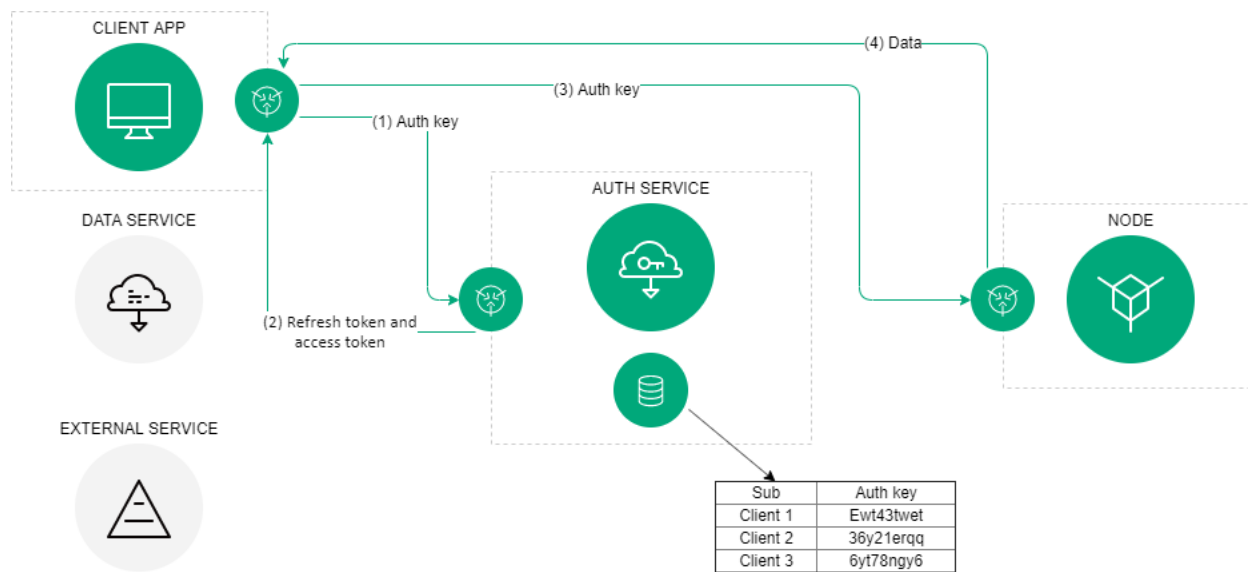 CLIENT APP
(4) Data
(3) Auth key
(1) Auth key
AUTH SERVICE
DATA SERVICE
NODE
(2) Refresh token and
access token
EXTERNAL SERVICE
Sub Auth key
Client 1 Ewt43twet
Client 2 36y21erqq
Client 3 6yt78ngy6